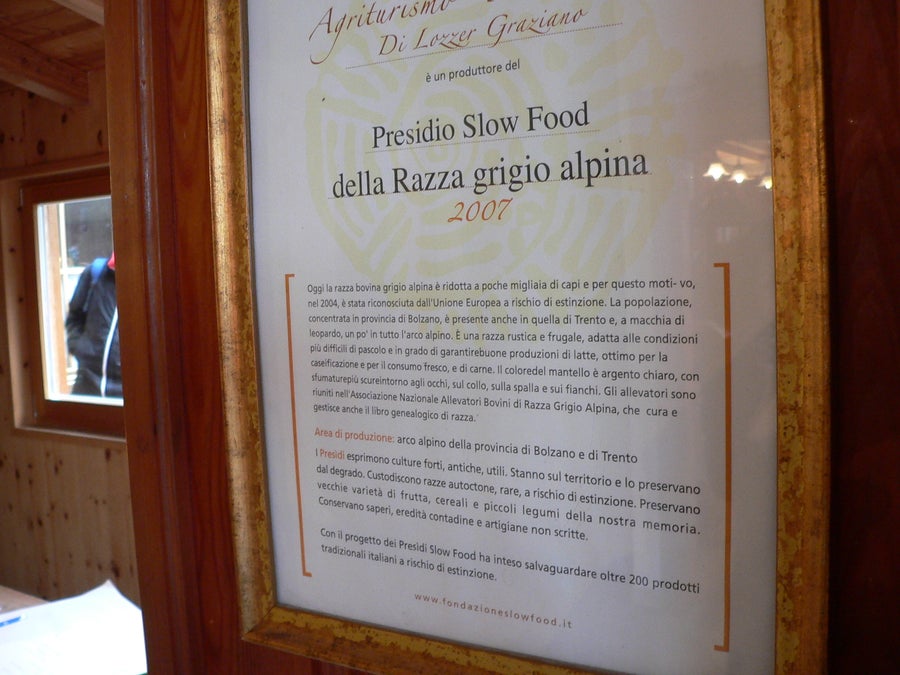 Agriturismo
Di Lozzer Graziano
è un produttore del
Presidio Slow Food
della Razza grigio alpina
2007
Oggi la razza bovina grigio alpina è ridotta a poche migliaia di capi e per questo moti- vo,
nel 2004, è stata riconosciuta dall'Unione Europea a rischio di estinzione. La popolazione,
concentrata in provincia di Bolzano, è presente anche in quella di Trento e, a macchia di
leopardo, un po' in tutto l'arco alpino. È una razza rustica e frugale, adatta alle condizioni
più difficili di pascolo e in grado di garantirebuone produzioni di latte, ottimo per la
caseificazione e per il consumo fresco, e di carne. Il coloredel mantello è argento chiaro, con
sfumaturepiù scureintorno agli occhi, sul collo, sulla spalla e sui fianchi. Gli allevatori sono
riuniti nell'Associazione Nazionale Allevatori Bovini di Razza Grigio Alpina, che cura e
gestisce anche il libro genealogico di razza.
Area di produzione: arco alpino della provincia di Bolzano e di Trento
I Presìdi esprimono culture forti, antiche, utili. Stanno sul territorio e lo preservano
dal degrado. Custodiscono razze autoctone, rare, a rischio di estinzione. Preservano
vecchie varietà di frutta, cereali e piccoli legumi della nostra memoria.
Conservano saperi, eredità contadine e artigiane non scritte.
Con il progetto dei Presìdi Slow Food ha inteso salvaguardare oltre 200 prodotti
tradizionali italiani a rischio di estinzione.
www.fondazioneslowfood.it